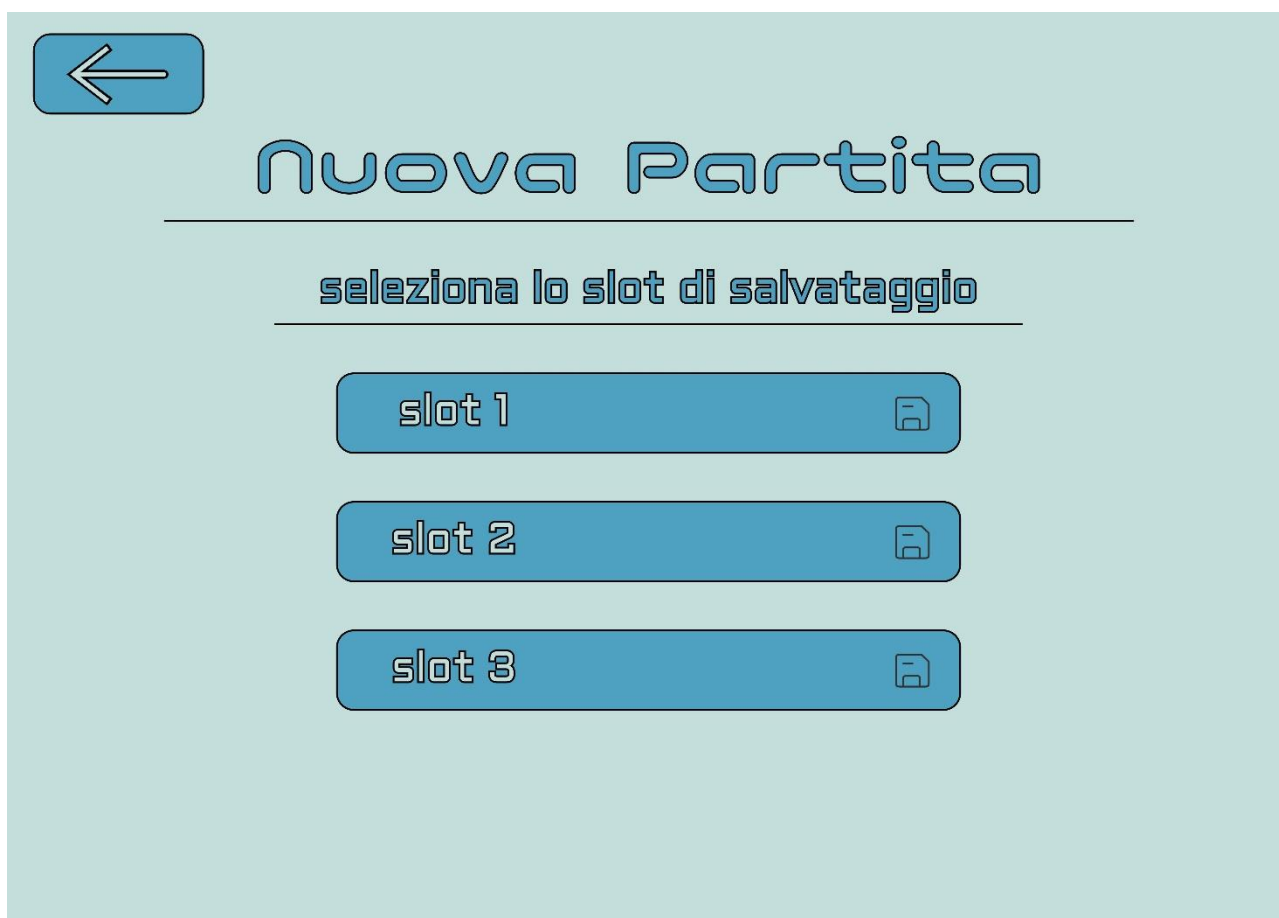 Nuova Partita
seleziona lo slot di salvataggio
slot 1
slot 2
slot 3